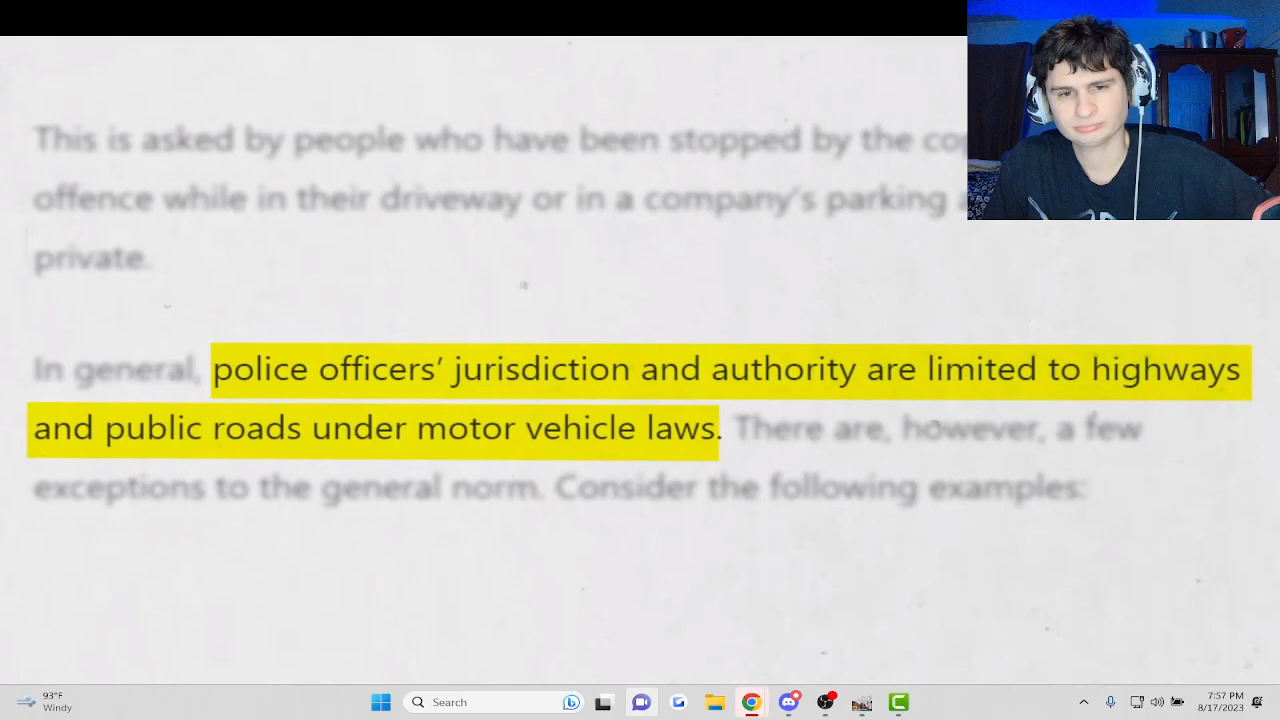 This is asked by people who have been stopped by the
offence while in their driveway or in a company's parking
private.
In general, police officers' jurisdiction and authority are limited to highways
and public roads under motor vehicle laws. There are, however, a few
exceptions to the general norm. Consider the following examples:
93°F
Search
7:57 PM
8/17/2023